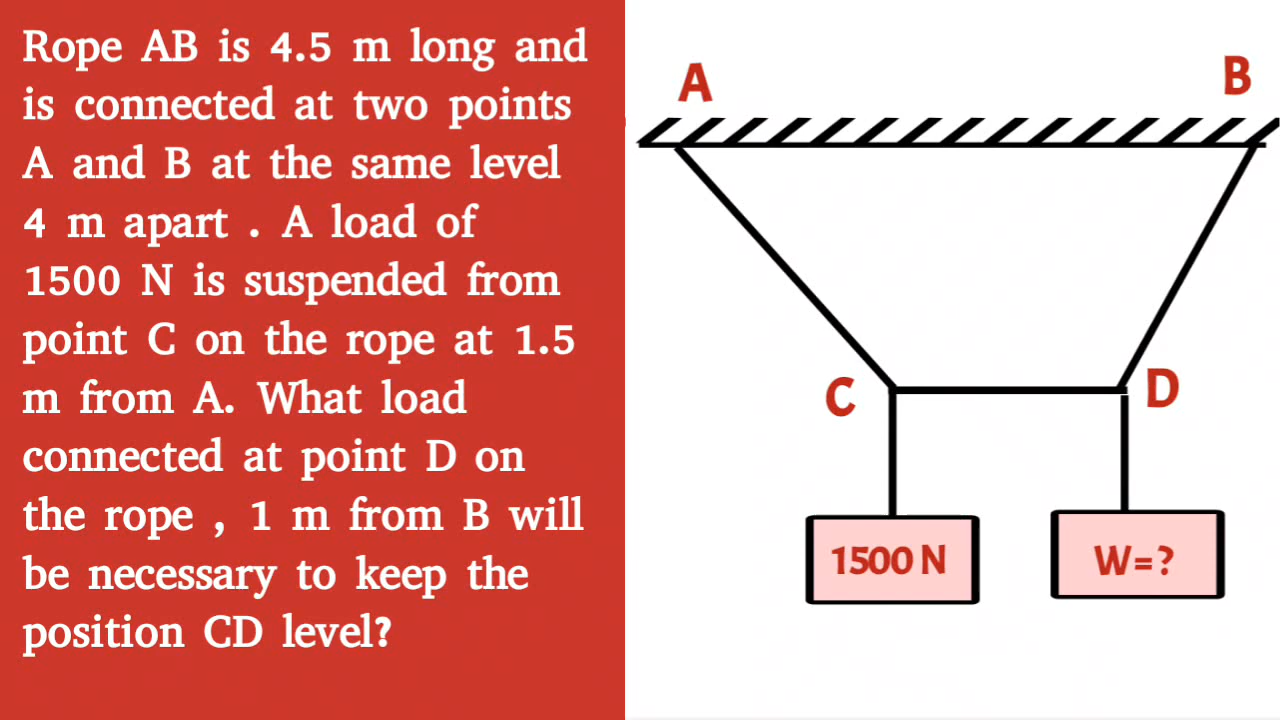 Rope AB is 4.5 m long and
is connected at two points
A and B at the same level
4 m apart . A load of
1500 N is suspended from
point C on the rope at 1.5
m from A. What load
connected at point D on
the rope , 1 m from B will
be necessary to keep the
position CD level?
A
B
C
D
1500 N
W=?